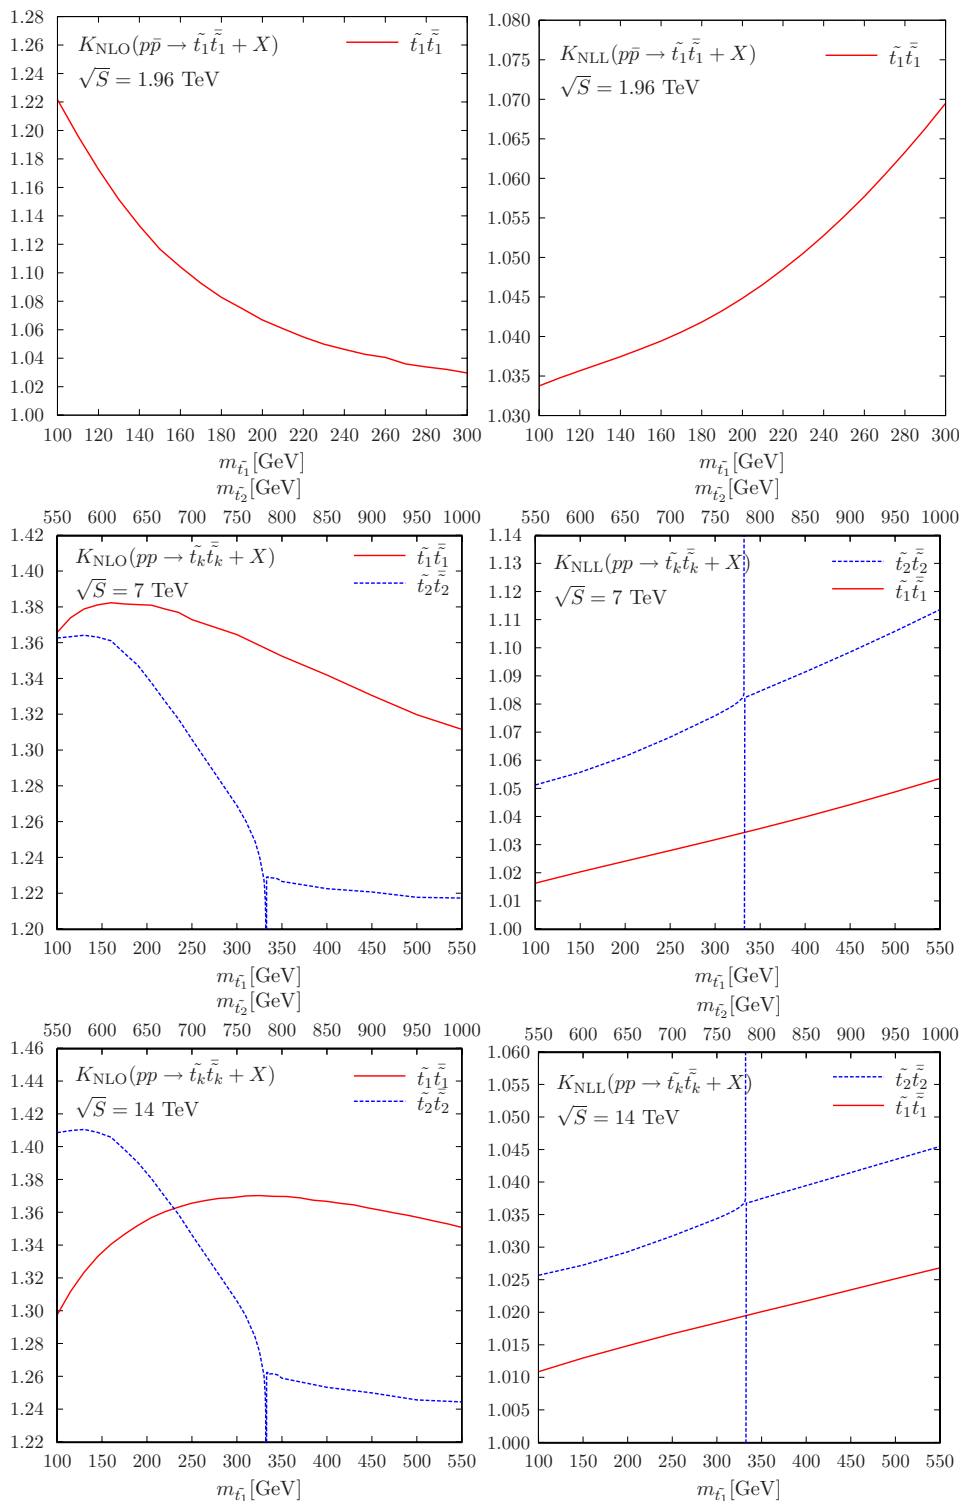 K_NLO(pp̄ → t̃₁t̃̄₁ + X)
√S = 1.96 TeV
t̃₁t̃̄₁
1.28
1.26
1.24
1.22
1.20
1.18
1.16
1.14
1.12
1.10
1.08
1.06
1.04
1.02
1.00
100 120 140 160 180 200 220 240 260 280 300
m_t̃₁[GeV]
K_NLL(pp̄ → t̃₁t̃̄₁ + X)
√S = 1.96 TeV
t̃₁t̃̄₁
1.080
1.075
1.070
1.065
1.060
1.055
1.050
1.045
1.040
1.035
1.030
100 120 140 160 180 200 220 240 260 280 300
m_t̃₁[GeV]
m_t̃₂[GeV]
550 600 650 700 750 800 850 900 950 1000
K_NLO(pp → t̃ₖt̃̄ₖ + X)
√S = 7 TeV
t̃₁t̃̄₁
t̃₂t̃̄₂
1.42
1.40
1.38
1.36
1.34
1.32
1.30
1.28
1.26
1.24
1.22
1.20
100 150 200 250 300 350 400 450 500 550
m_t̃₁[GeV]
m_t̃₂[GeV]
550 600 650 700 750 800 850 900 950 1000
K_NLL(pp → t̃ₖt̃̄ₖ + X)
√S = 7 TeV
t̃₂t̃̄₂
t̃₁t̃̄₁
1.14
1.13
1.12
1.11
1.10
1.09
1.08
1.07
1.06
1.05
1.04
1.03
1.02
1.01
1.00
100 150 200 250 300 350 400 450 500 550
m_t̃₁[GeV]
m_t̃₂[GeV]
550 600 650 700 750 800 850 900 950 1000
K_NLO(pp → t̃ₖt̃̄ₖ + X)
√S = 14 TeV
t̃₁t̃̄₁
t̃₂t̃̄₂
1.46
1.44
1.42
1.40
1.38
1.36
1.34
1.32
1.30
1.28
1.26
1.24
1.22
100 150 200 250 300 350 400 450 500 550
m_t̃₁[GeV]
m_t̃₂[GeV]
550 600 650 700 750 800 850 900 950 1000
K_NLL(pp → t̃ₖt̃̄ₖ + X)
√S = 14 TeV
t̃₂t̃̄₂
t̃₁t̃̄₁
1.060
1.055
1.050
1.045
1.040
1.035
1.030
1.025
1.020
1.015
1.010
1.005
1.000
100 150 200 250 300 350 400 450 500 550
m_t̃₁[GeV]